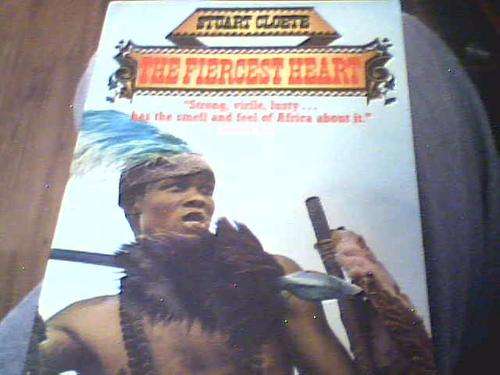 STUART CLOETE
THE FIERCEST HEART
"Strong, virile, lusty ...
has the smell and feel of Africa about it."